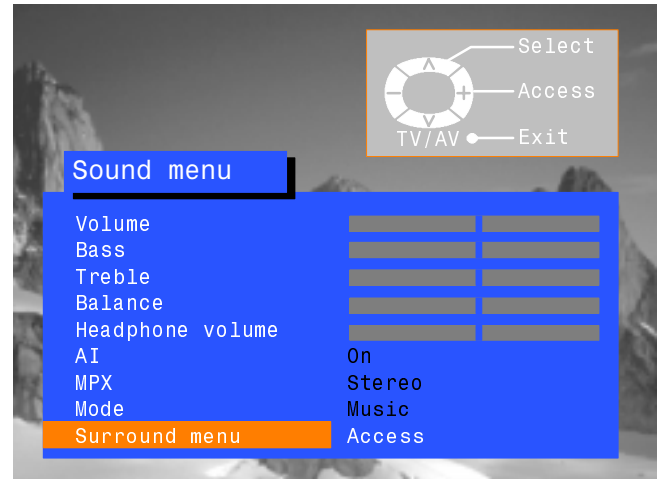 Select
Access
TV/AV Exit
Sound menu
Volume
Bass
Treble
Balance
Headphone volume
AI On
MPX Stereo
Mode Music
Surround menu Access